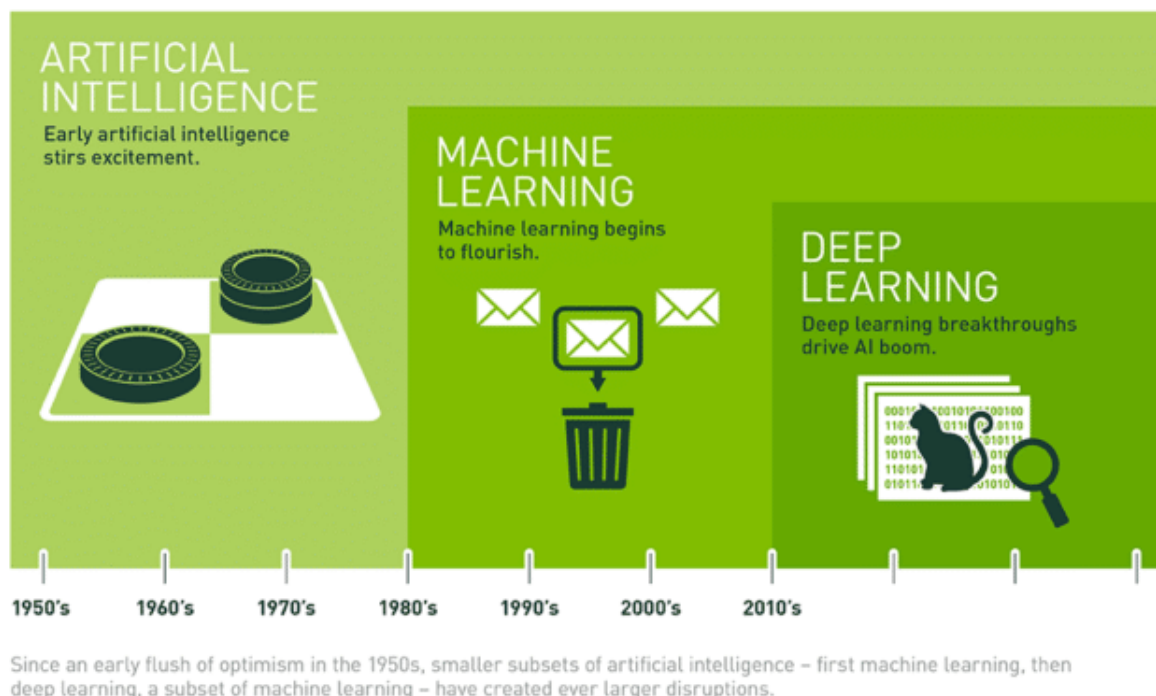 ARTIFICIAL
INTELLIGENCE
Early artificial intelligence
stirs excitement.
MACHINE
LEARNING
Machine learning begins
to flourish.
DEEP
LEARNING
Deep learning breakthroughs
drive AI boom.
1950's 1960's 1970's 1980's 1990's 2000's 2010's
Since an early flush of optimism in the 1950s, smaller subsets of artificial intelligence – first machine learning, then
deep learning, a subset of machine learning – have created ever larger disruptions.